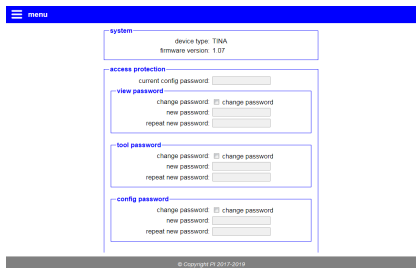 menu
system
device type: TINA
firmware version: 1.07
access protection
current config password:
view password
change password: change password
new password:
repeat new password:
tool password
change password: change password
new password:
repeat new password:
config password
change password: change password
new password:
repeat new password:
© Copyright PI 2017-2019